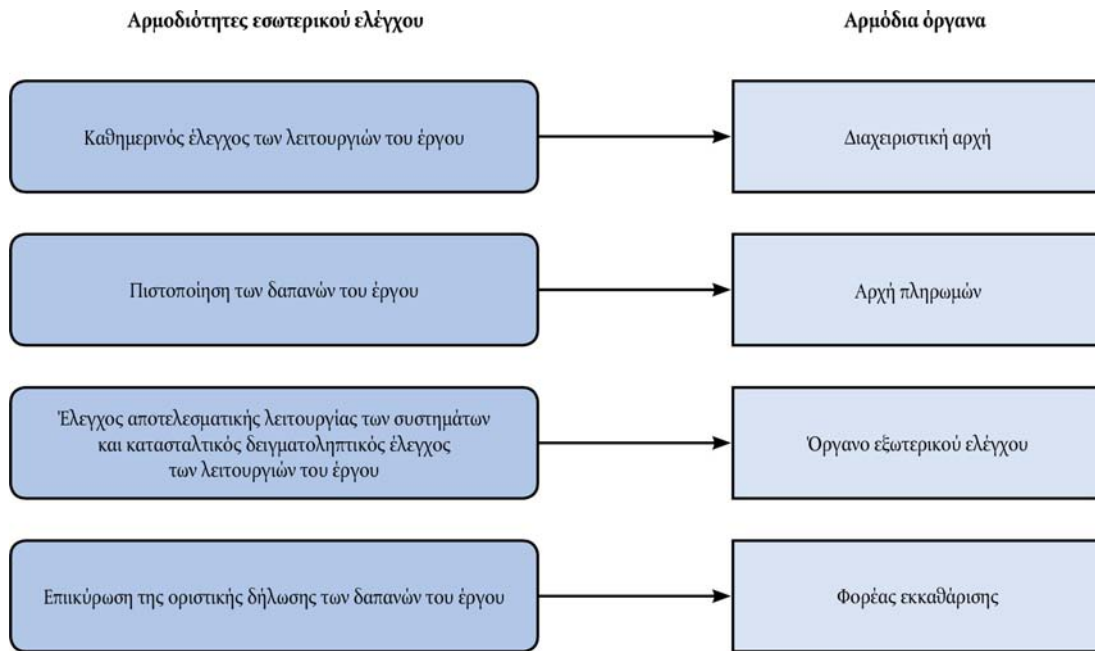 Αρμοδιότητες εσωτερικού ελέγχου
Αρμόδια όργανα
Καθημερινός έλεγχος των λειτουργιών του έργου
Διαχειριστική αρχή
Πιστοποίηση των δαπανών του έργου
Αρχή πληρωμών
Έλεγχος αποτελεσματικής λειτουργίας των συστημάτων
και κατασταλτικός δειγματοληπτικός έλεγχος
των λειτουργιών του έργου
Όργανο εξωτερικού ελέγχου
Επιικύρωση της οριστικής δήλωσης των δαπανών του έργου
Φορέας εκκαθάρισης